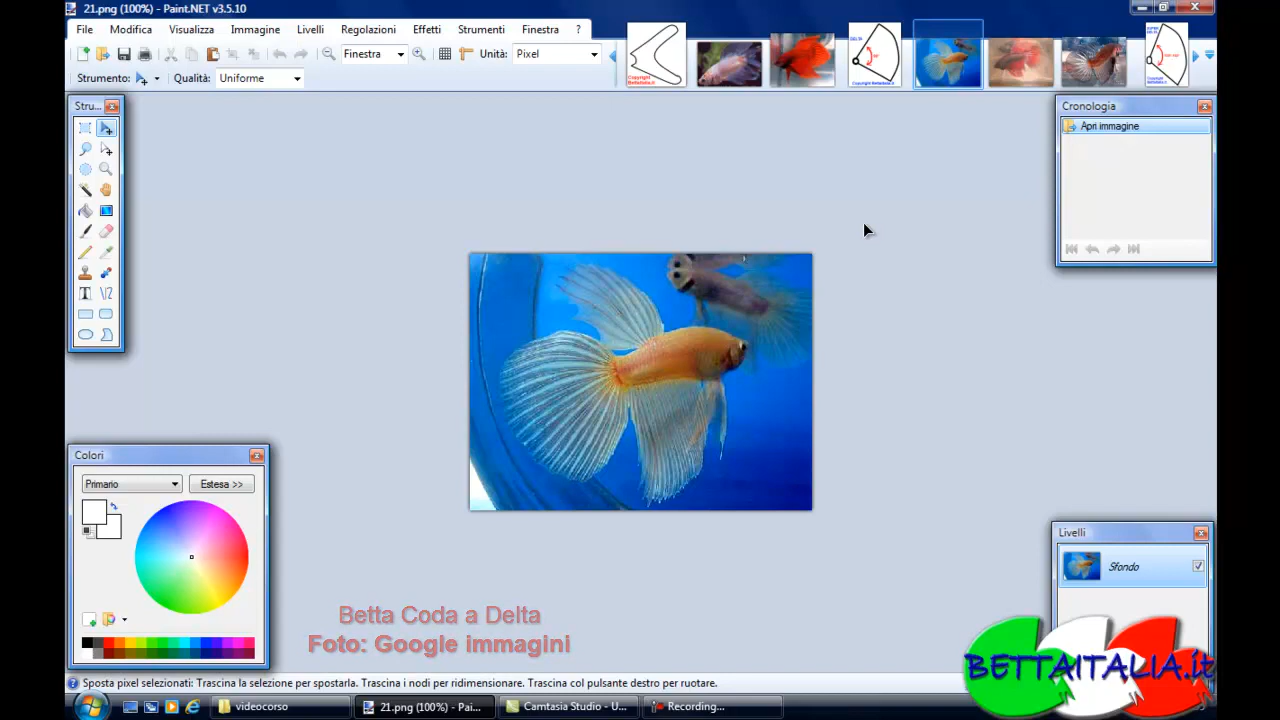 21.png (100%) - Paint.NET v3.5.10
File Modifica Visualizza Immagine Livelli Regolazioni Effetti Strumenti Finestra ?
Finestra Unità: Pixel
Strumento: Qualità: Uniforme
Stru...
Cronologia
Apri immagine
Colori
Primario
Estesa >>
Livelli
Sfondo
Betta Coda a Delta
Foto: Google immagini
BETTAITALIA.it
Sposta pixel selezionati: Trascina la selezione per spostarla. Trascina i nodi per ridimensionare. Trascina col pulsante destro per ruotare.
videocorso
21.png (100%) - Pai...
Camtasia Studio - U...
Recording...